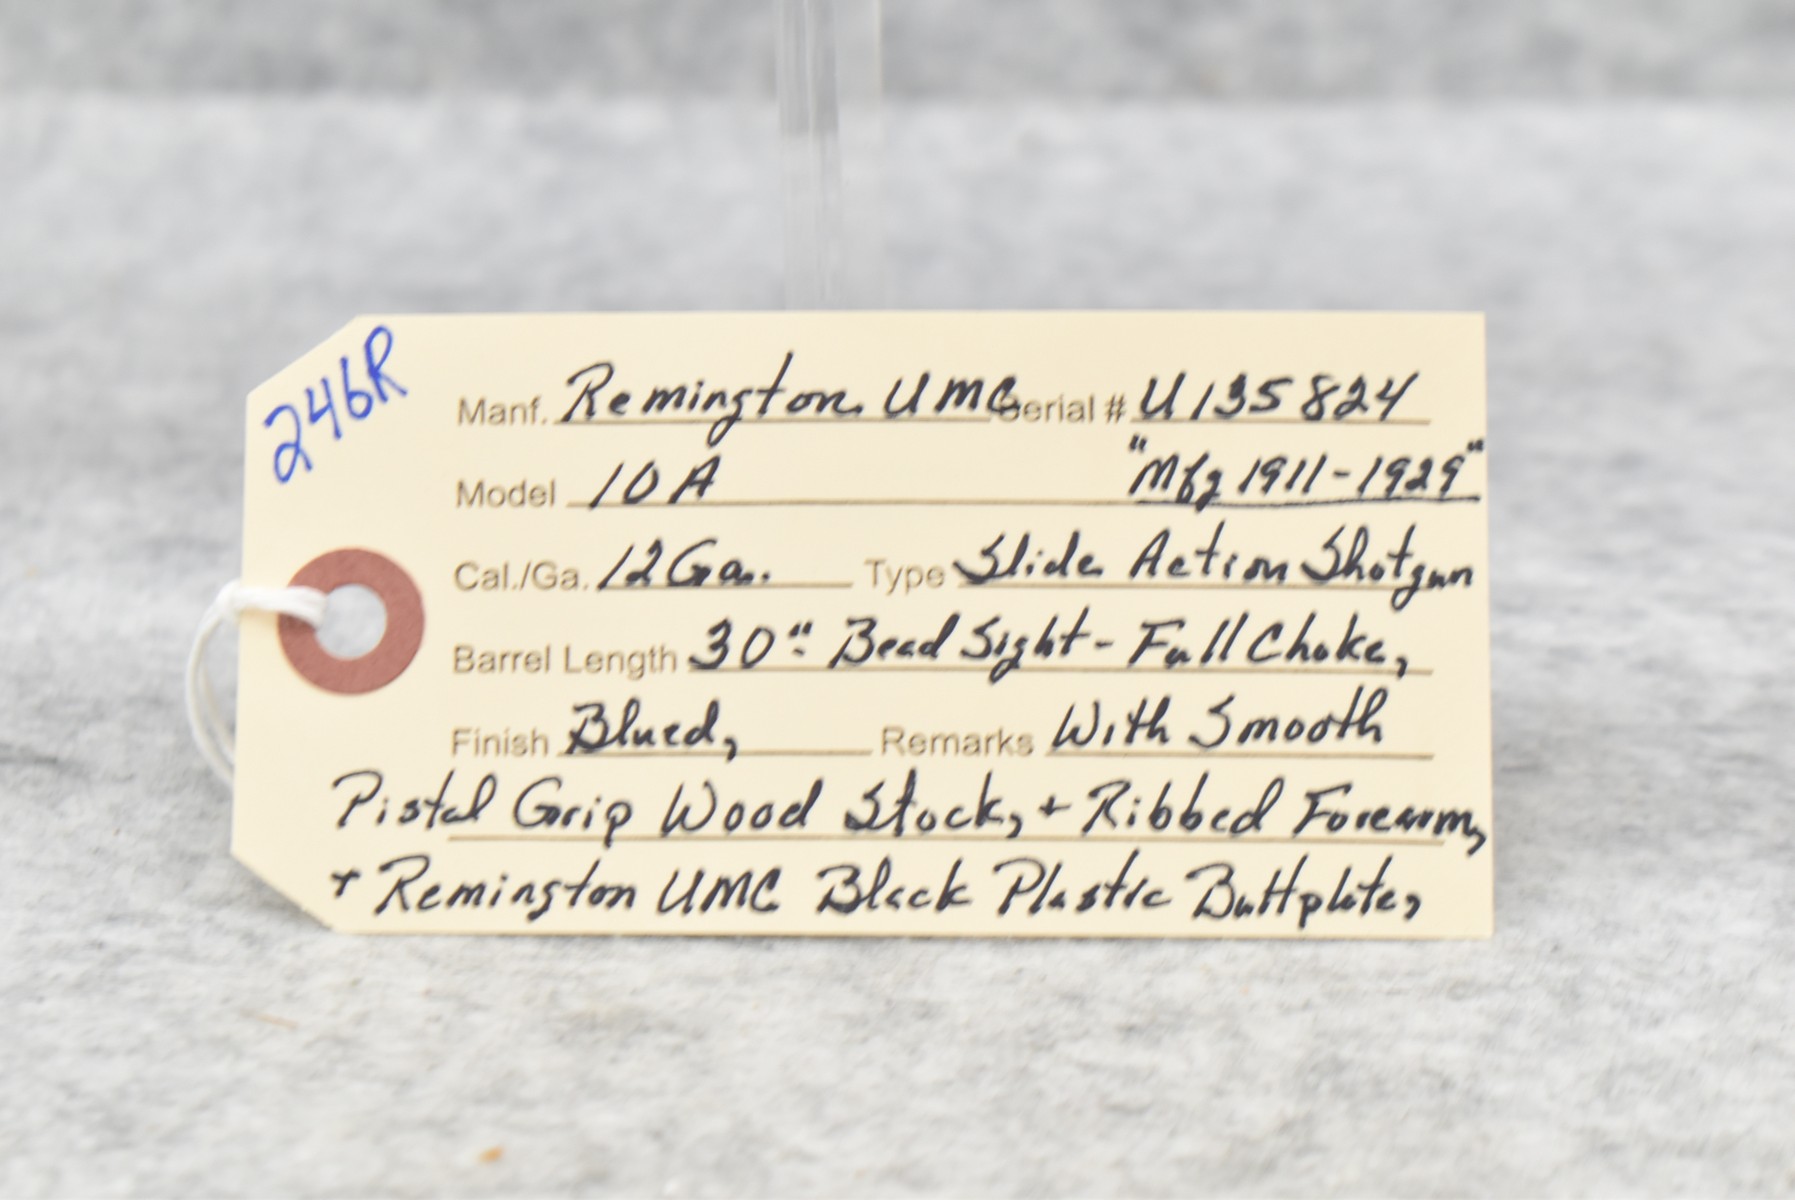 246R
Manf. Remington UMC Serial # U135824
Model 10A "Mfg 1911-1929"
Cal./Ga. 12 Ga. Type Slide Action Shotgun
Barrel Length 30" Bead Sight - Full Choke,
Finish Blued, Remarks With Smooth
Pistol Grip Wood Stock, + Ribbed Forearm,
+ Remington UMC Black Plastic Buttplate,